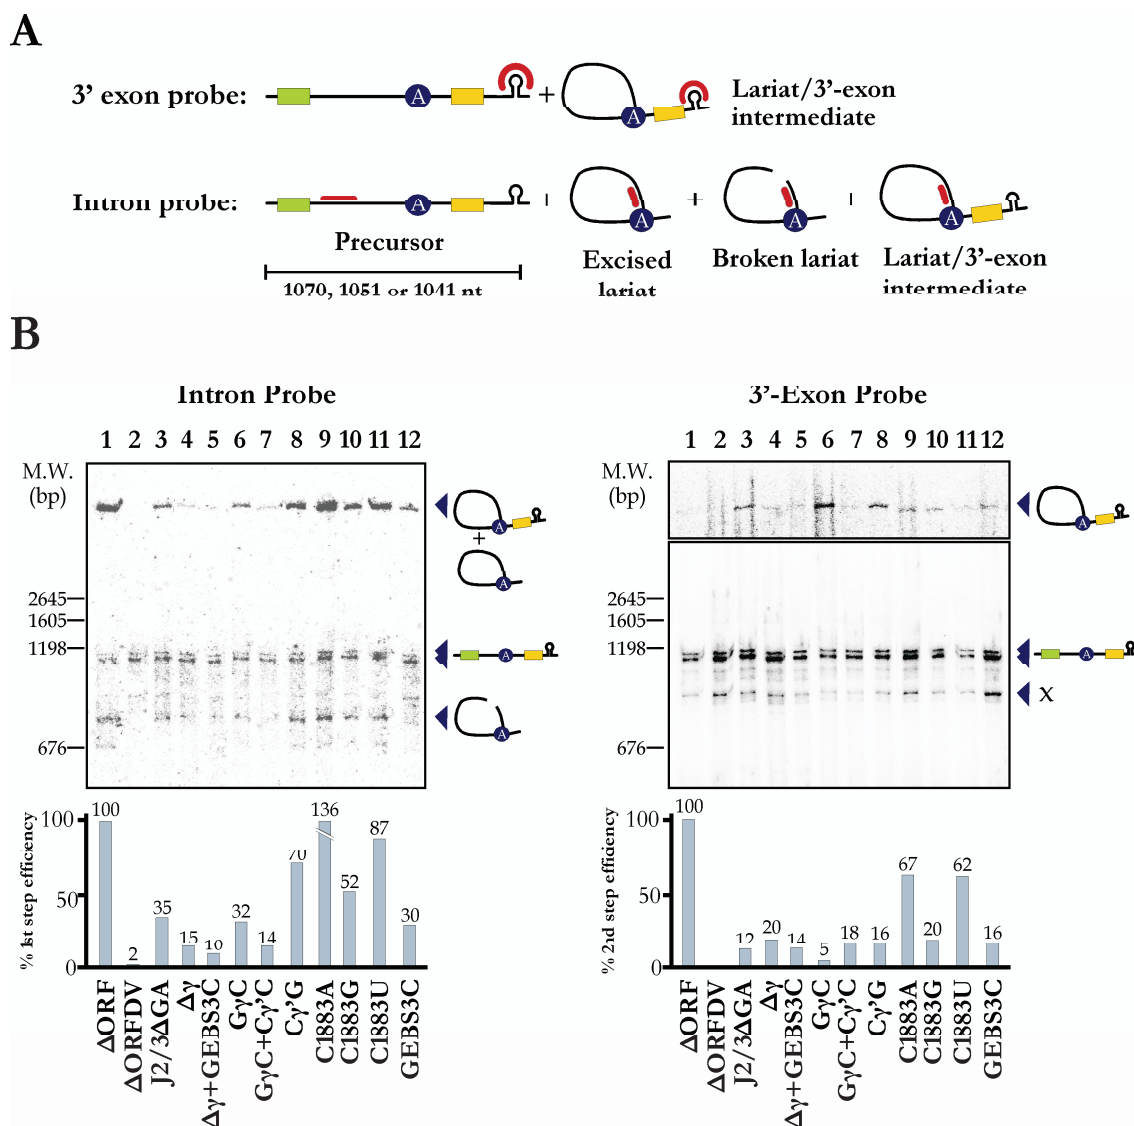 A
3' exon probe:
A
+
A
Lariat/3'-exon
intermediate
Intron probe:
A
+
A
+
A
A
Precursor
Excised
lariat
Broken lariat
Lariat/3'-exon
intermediate
1070, 1051 or 1041 nt
B
Intron Probe
1 2 3 4 5 6 7 8 9 10 11 12
M.W.
(bp)
A
+
A
2645
1605
1198
A
A
676
% 1st step efficiency
100
50
0
100 2 35 15 10 32 14 70 136 52 87 30
ΔORF
ΔORFDV
J2/3ΔGA
Δγ
Δγ+GEBS3C
GγC
GγC+Cγ'C
Cγ'G
C1883A
C1883G
C1883U
GEBS3C
3'-Exon Probe
1 2 3 4 5 6 7 8 9 10 11 12
M.W.
(bp)
A
2645
1605
1198
A
X
676
% 2nd step efficiency
100
50
0
100 12 20 14 5 18 16 67 20 62 16
ΔORF
ΔORFDV
J2/3ΔGA
Δγ
Δγ+GEBS3C
GγC
GγC+Cγ'C
Cγ'G
C1883A
C1883G
C1883U
GEBS3C